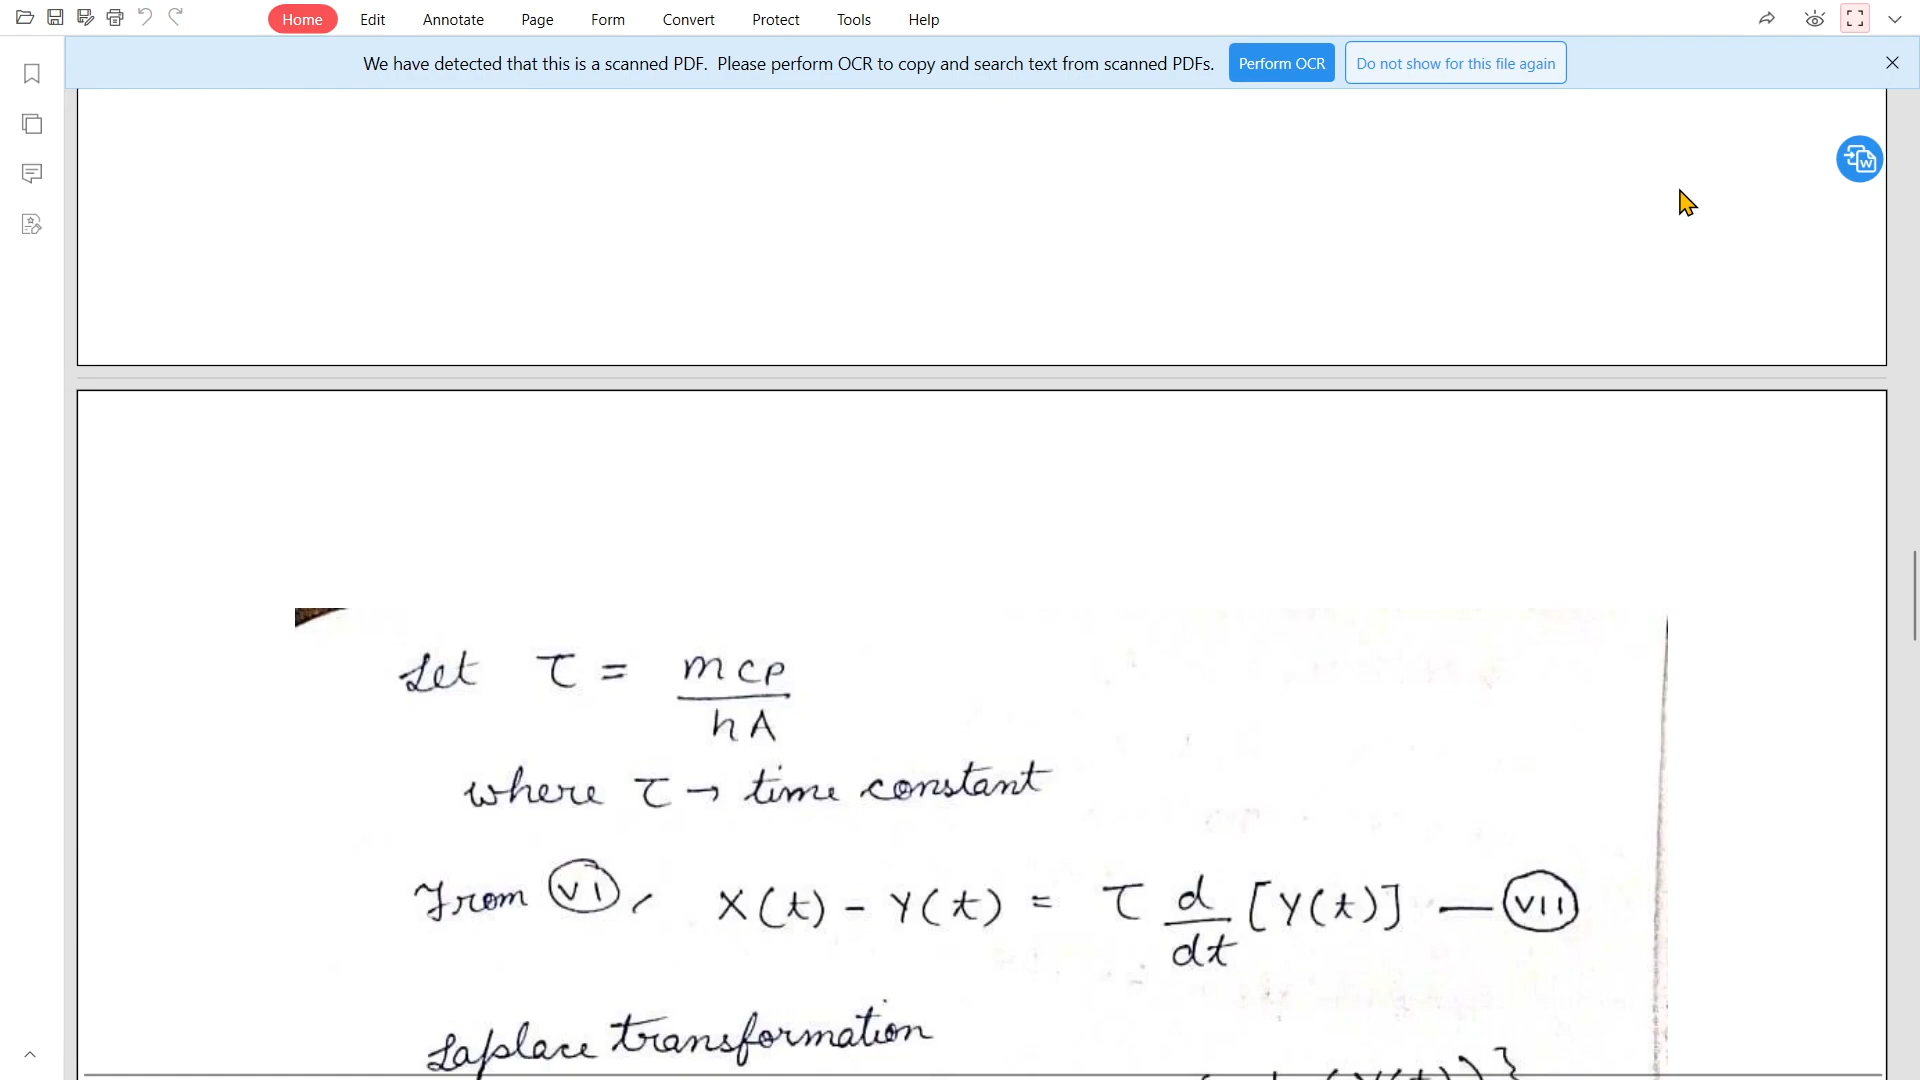 Home Edit Annotate Page Form Convert Protect Tools Help
We have detected that this is a scanned PDF. Please perform OCR to copy and search text from scanned PDFs. Perform OCR Do not show for this file again
Let τ = mcp / hA
where τ → time constant
From (VI), X(t) - Y(t) = τ d/dt [Y(t)] — (VII)
Laplace transformation